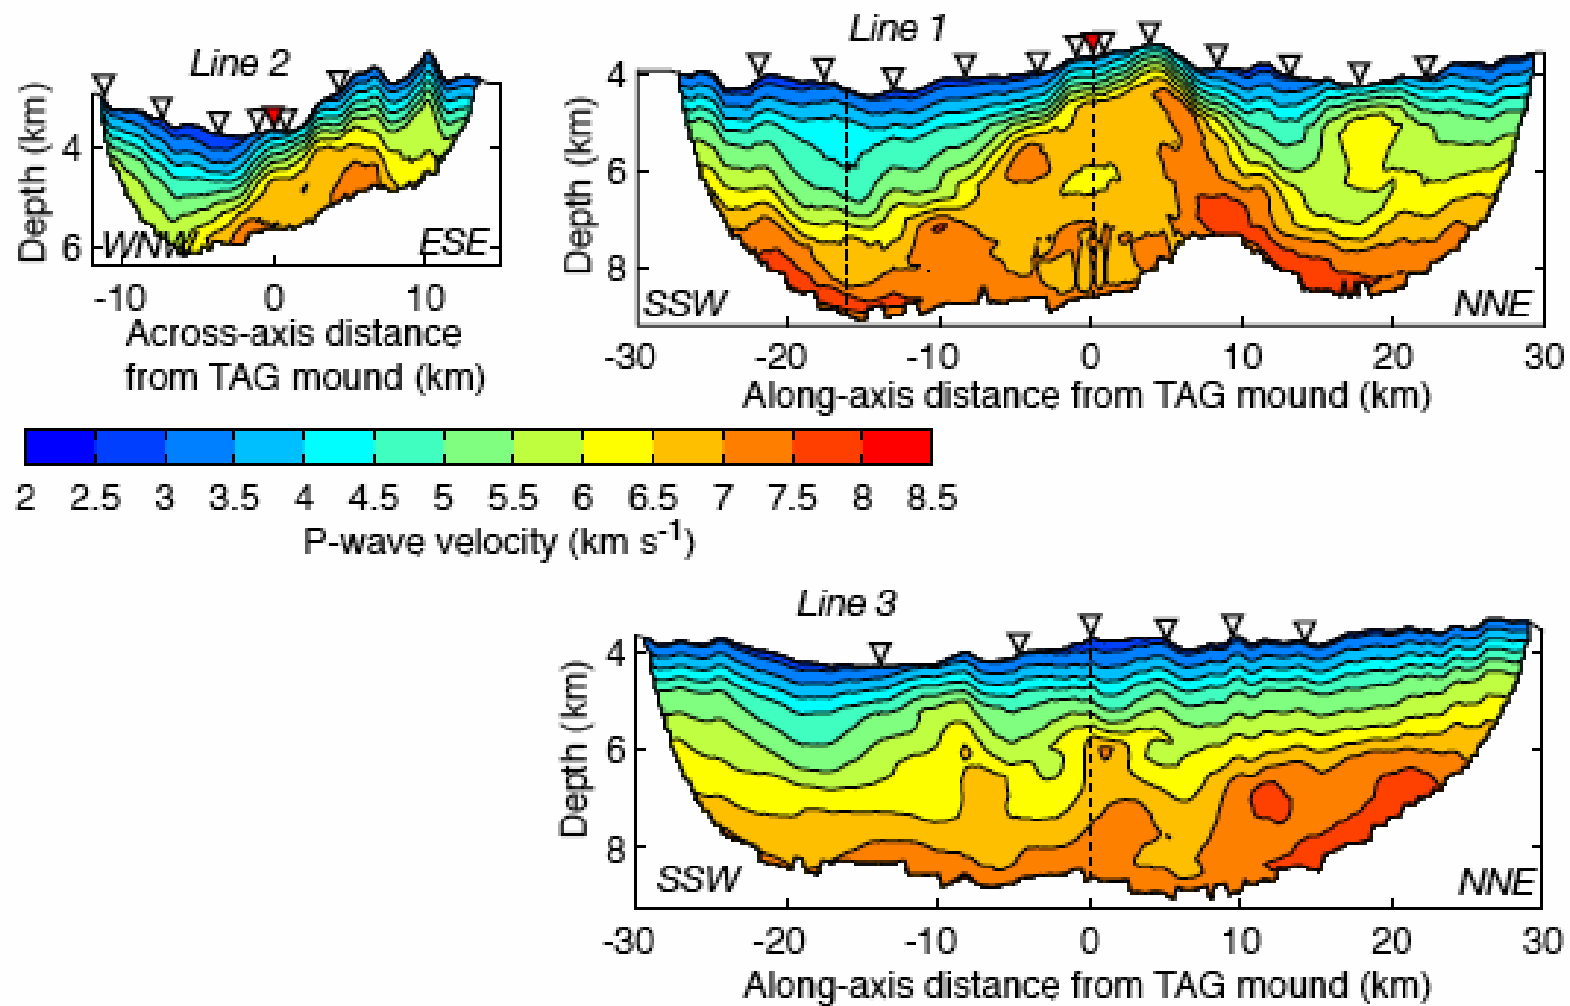 Line 2
Depth (km)
4
6
WNW
ESE
-10 0 10
Across-axis distance
from TAG mound (km)
Line 1
Depth (km)
4
6
8
SSW
NNE
-30 -20 -10 0 10 20 30
Along-axis distance from TAG mound (km)
2 2.5 3 3.5 4 4.5 5 5.5 6 6.5 7 7.5 8 8.5
P-wave velocity (km s⁻¹)
Line 3
Depth (km)
4
6
8
SSW
NNE
-30 -20 -10 0 10 20 30
Along-axis distance from TAG mound (km)